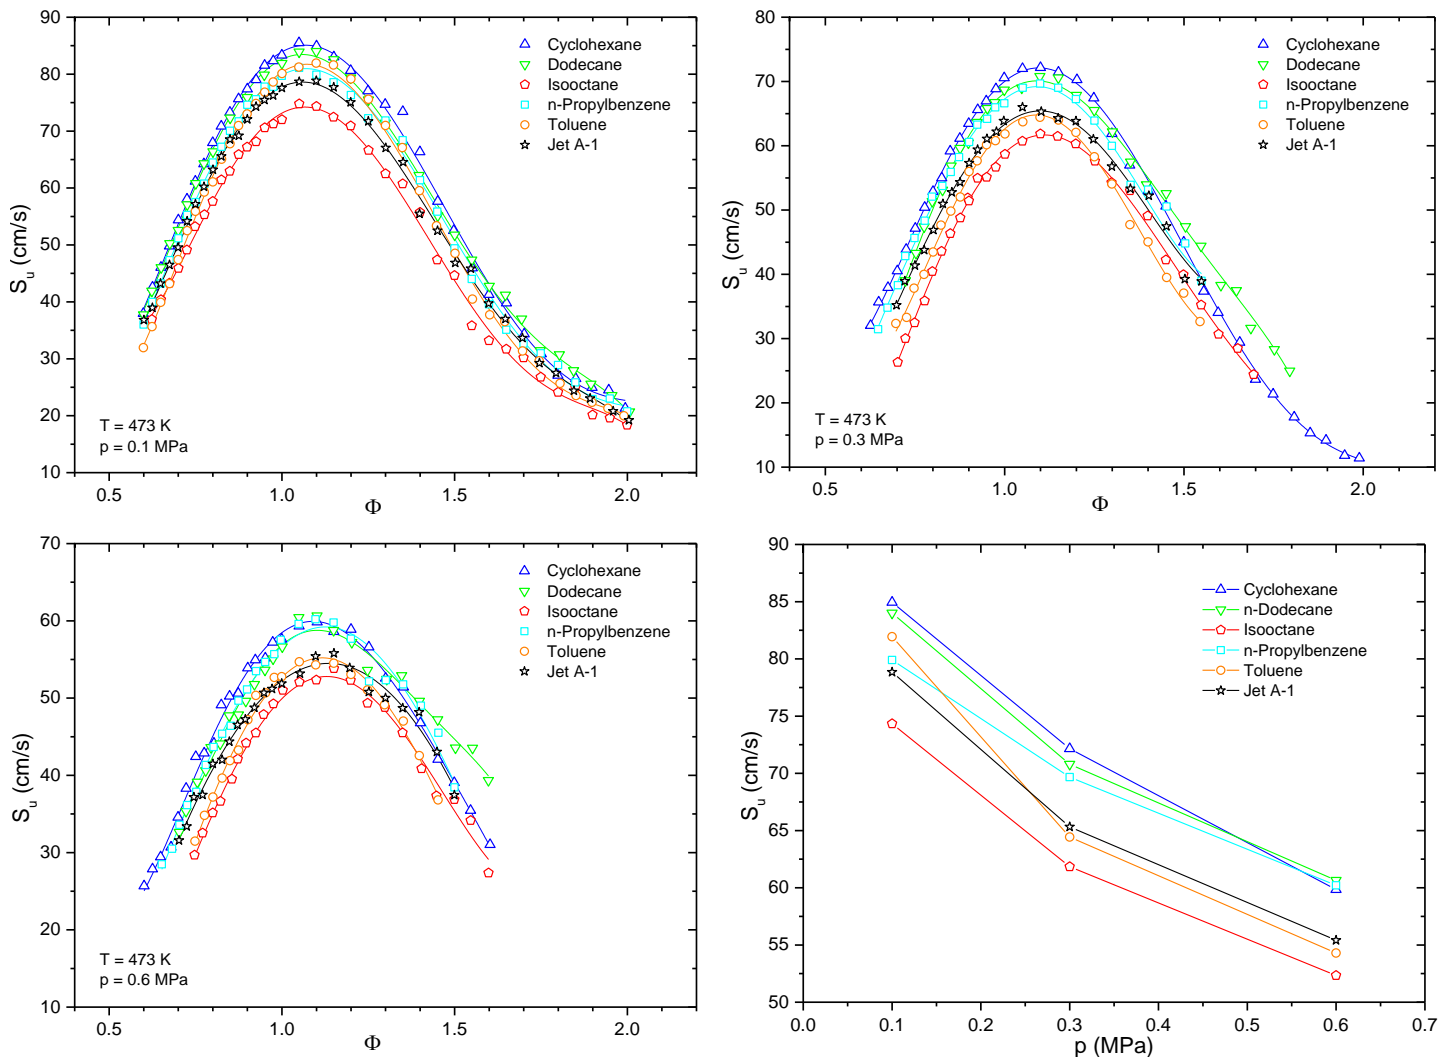 90
80
70
60
50
40
30
20
10
S_u (cm/s)
Cyclohexane
Dodecane
Isooctane
n-Propylbenzene
Toluene
Jet A-1
T = 473 K
p = 0.1 MPa
0.5 1.0 1.5 2.0
Φ
80
70
60
50
40
30
20
10
S_u (cm/s)
Cyclohexane
Dodecane
Isooctane
n-Propylbenzene
Toluene
Jet A-1
T = 473 K
p = 0.3 MPa
0.5 1.0 1.5 2.0
Φ
70
60
50
40
30
20
10
S_u (cm/s)
Cyclohexane
Dodecane
Isooctane
n-Propylbenzene
Toluene
Jet A-1
T = 473 K
p = 0.6 MPa
0.5 1.0 1.5 2.0
Φ
90
85
80
75
70
65
60
55
50
S_u (cm/s)
Cyclohexane
n-Dodecane
Isooctane
n-Propylbenzene
Toluene
Jet A-1
0.0 0.1 0.2 0.3 0.4 0.5 0.6 0.7
p (MPa)